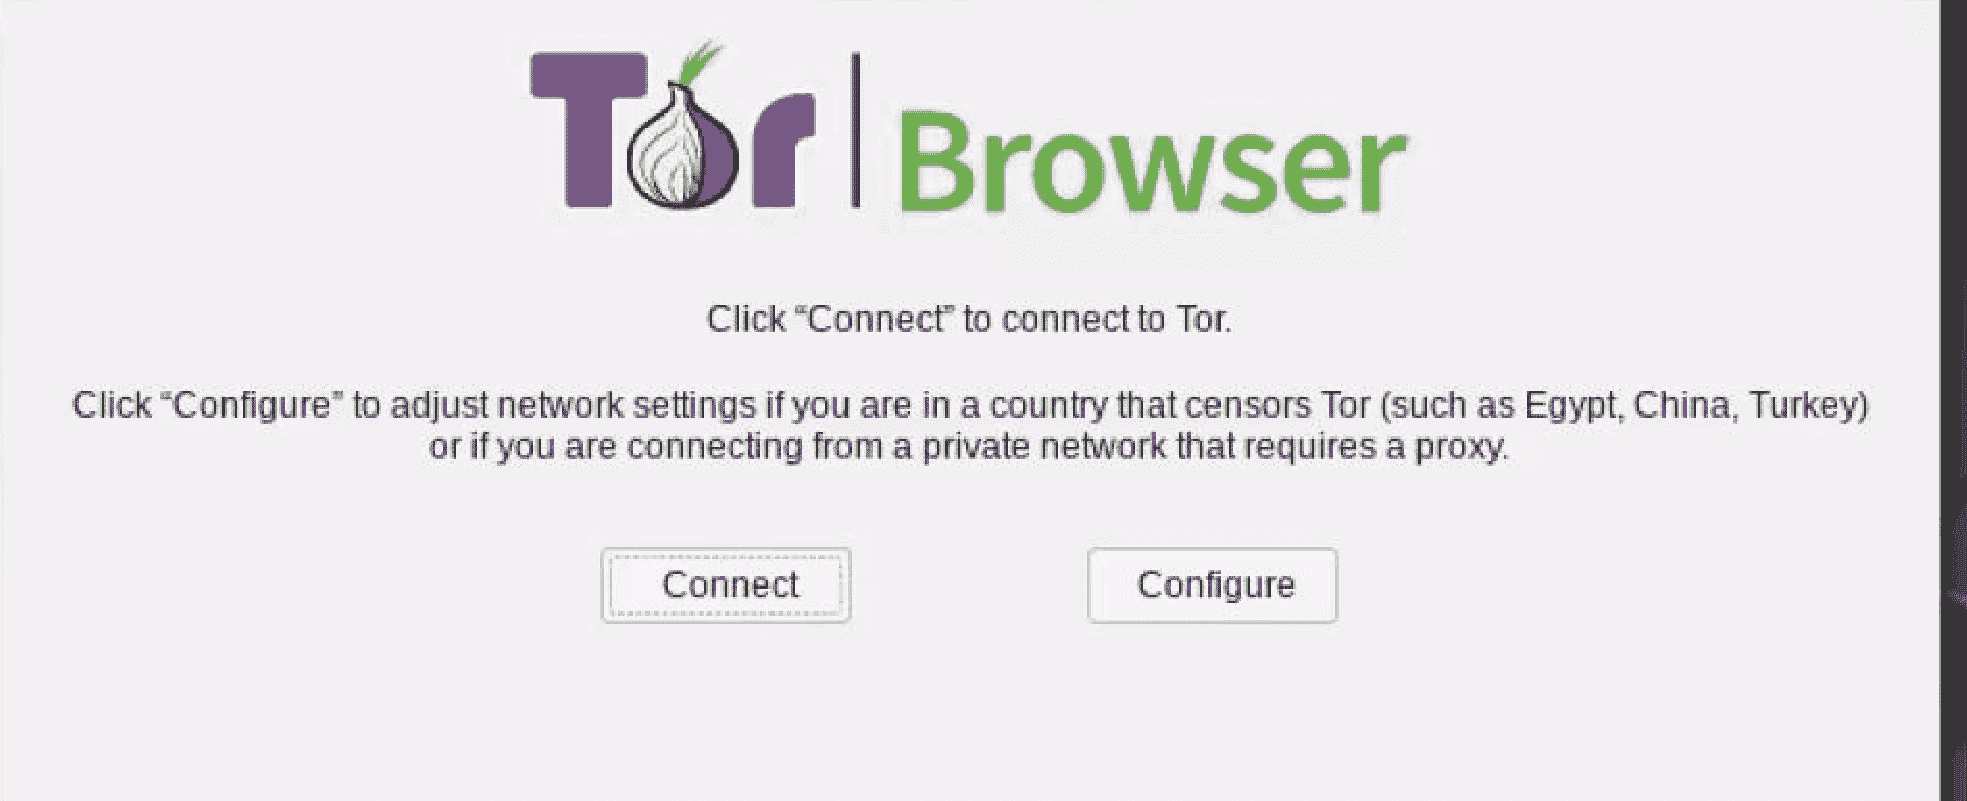 Tor Browser
Click “Connect” to connect to Tor.
Click “Configure” to adjust network settings if you are in a country that censors Tor (such as Egypt, China, Turkey)
or if you are connecting from a private network that requires a proxy.
Connect Configure